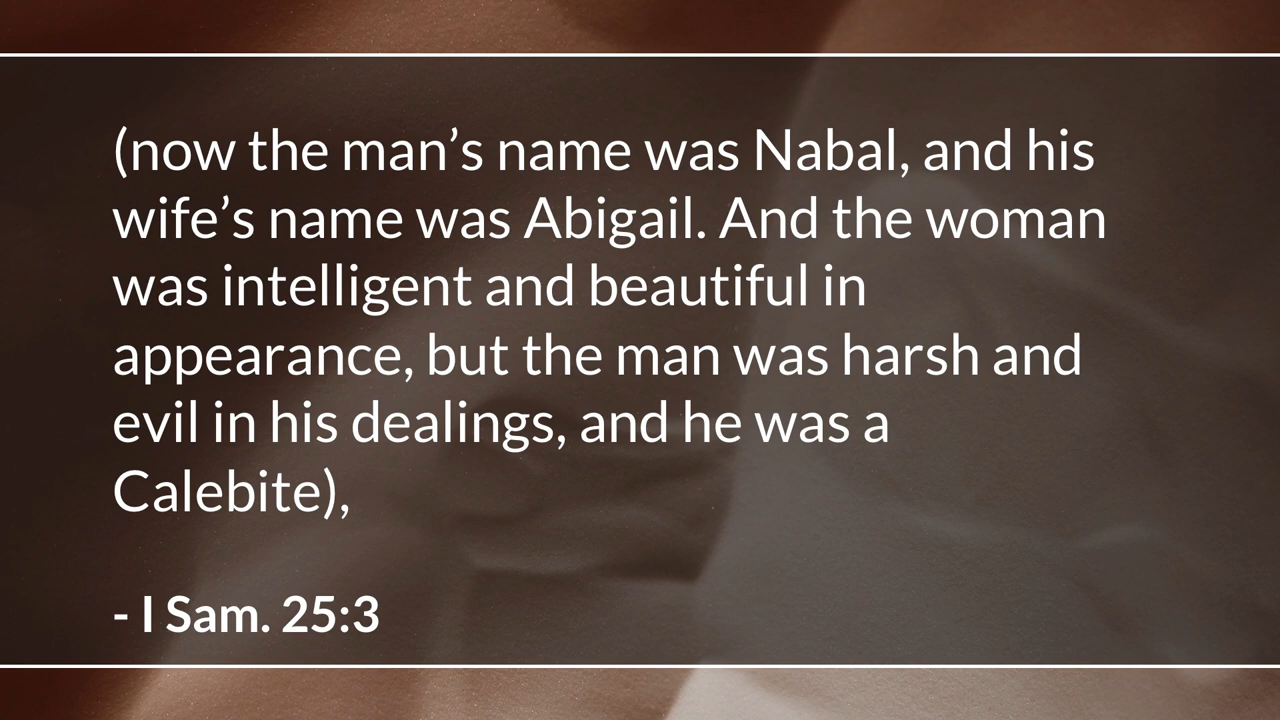 (now the man’s name was Nabal, and his
wife’s name was Abigail. And the woman
was intelligent and beautiful in
appearance, but the man was harsh and
evil in his dealings, and he was a
Calebite),
- I Sam. 25:3